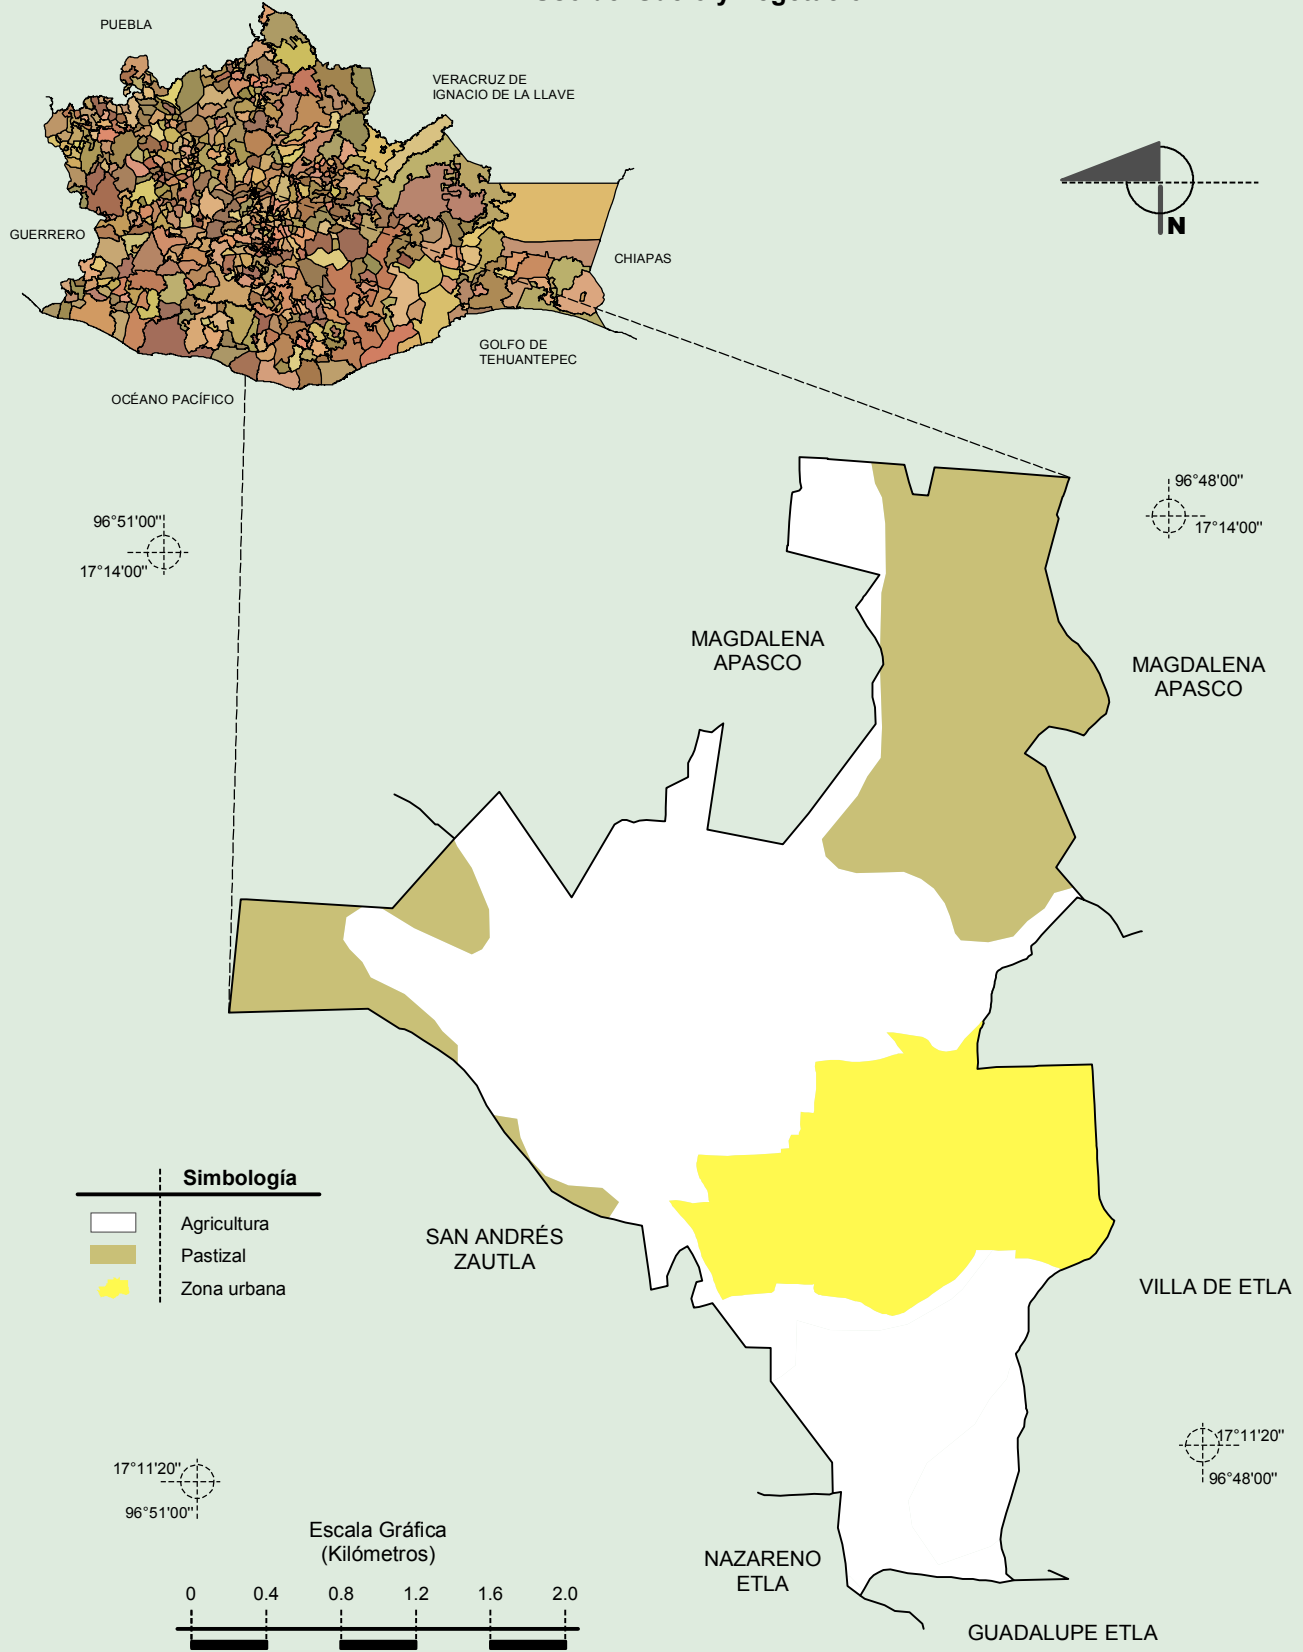 PUEBLA
VERACRUZ DE
IGNACIO DE LA LLAVE
GUERRERO
CHIAPAS
GOLFO DE
TEHUANTEPEC
OCÉANO PACÍFICO
N
96°51'00"
17°14'00"
96°48'00"
17°14'00"
MAGDALENA
APASCO
MAGDALENA
APASCO
Simbología
Agricultura
Pastizal
Zona urbana
SAN ANDRÉS
ZAUTLA
VILLA DE ETLA
17°11'20"
96°51'00"
17°11'20"
96°48'00"
Escala Gráfica
(Kilómetros)
0 0.4 0.8 1.2 1.6 2.0
NAZARENO
ETLA
GUADALUPE ETLA